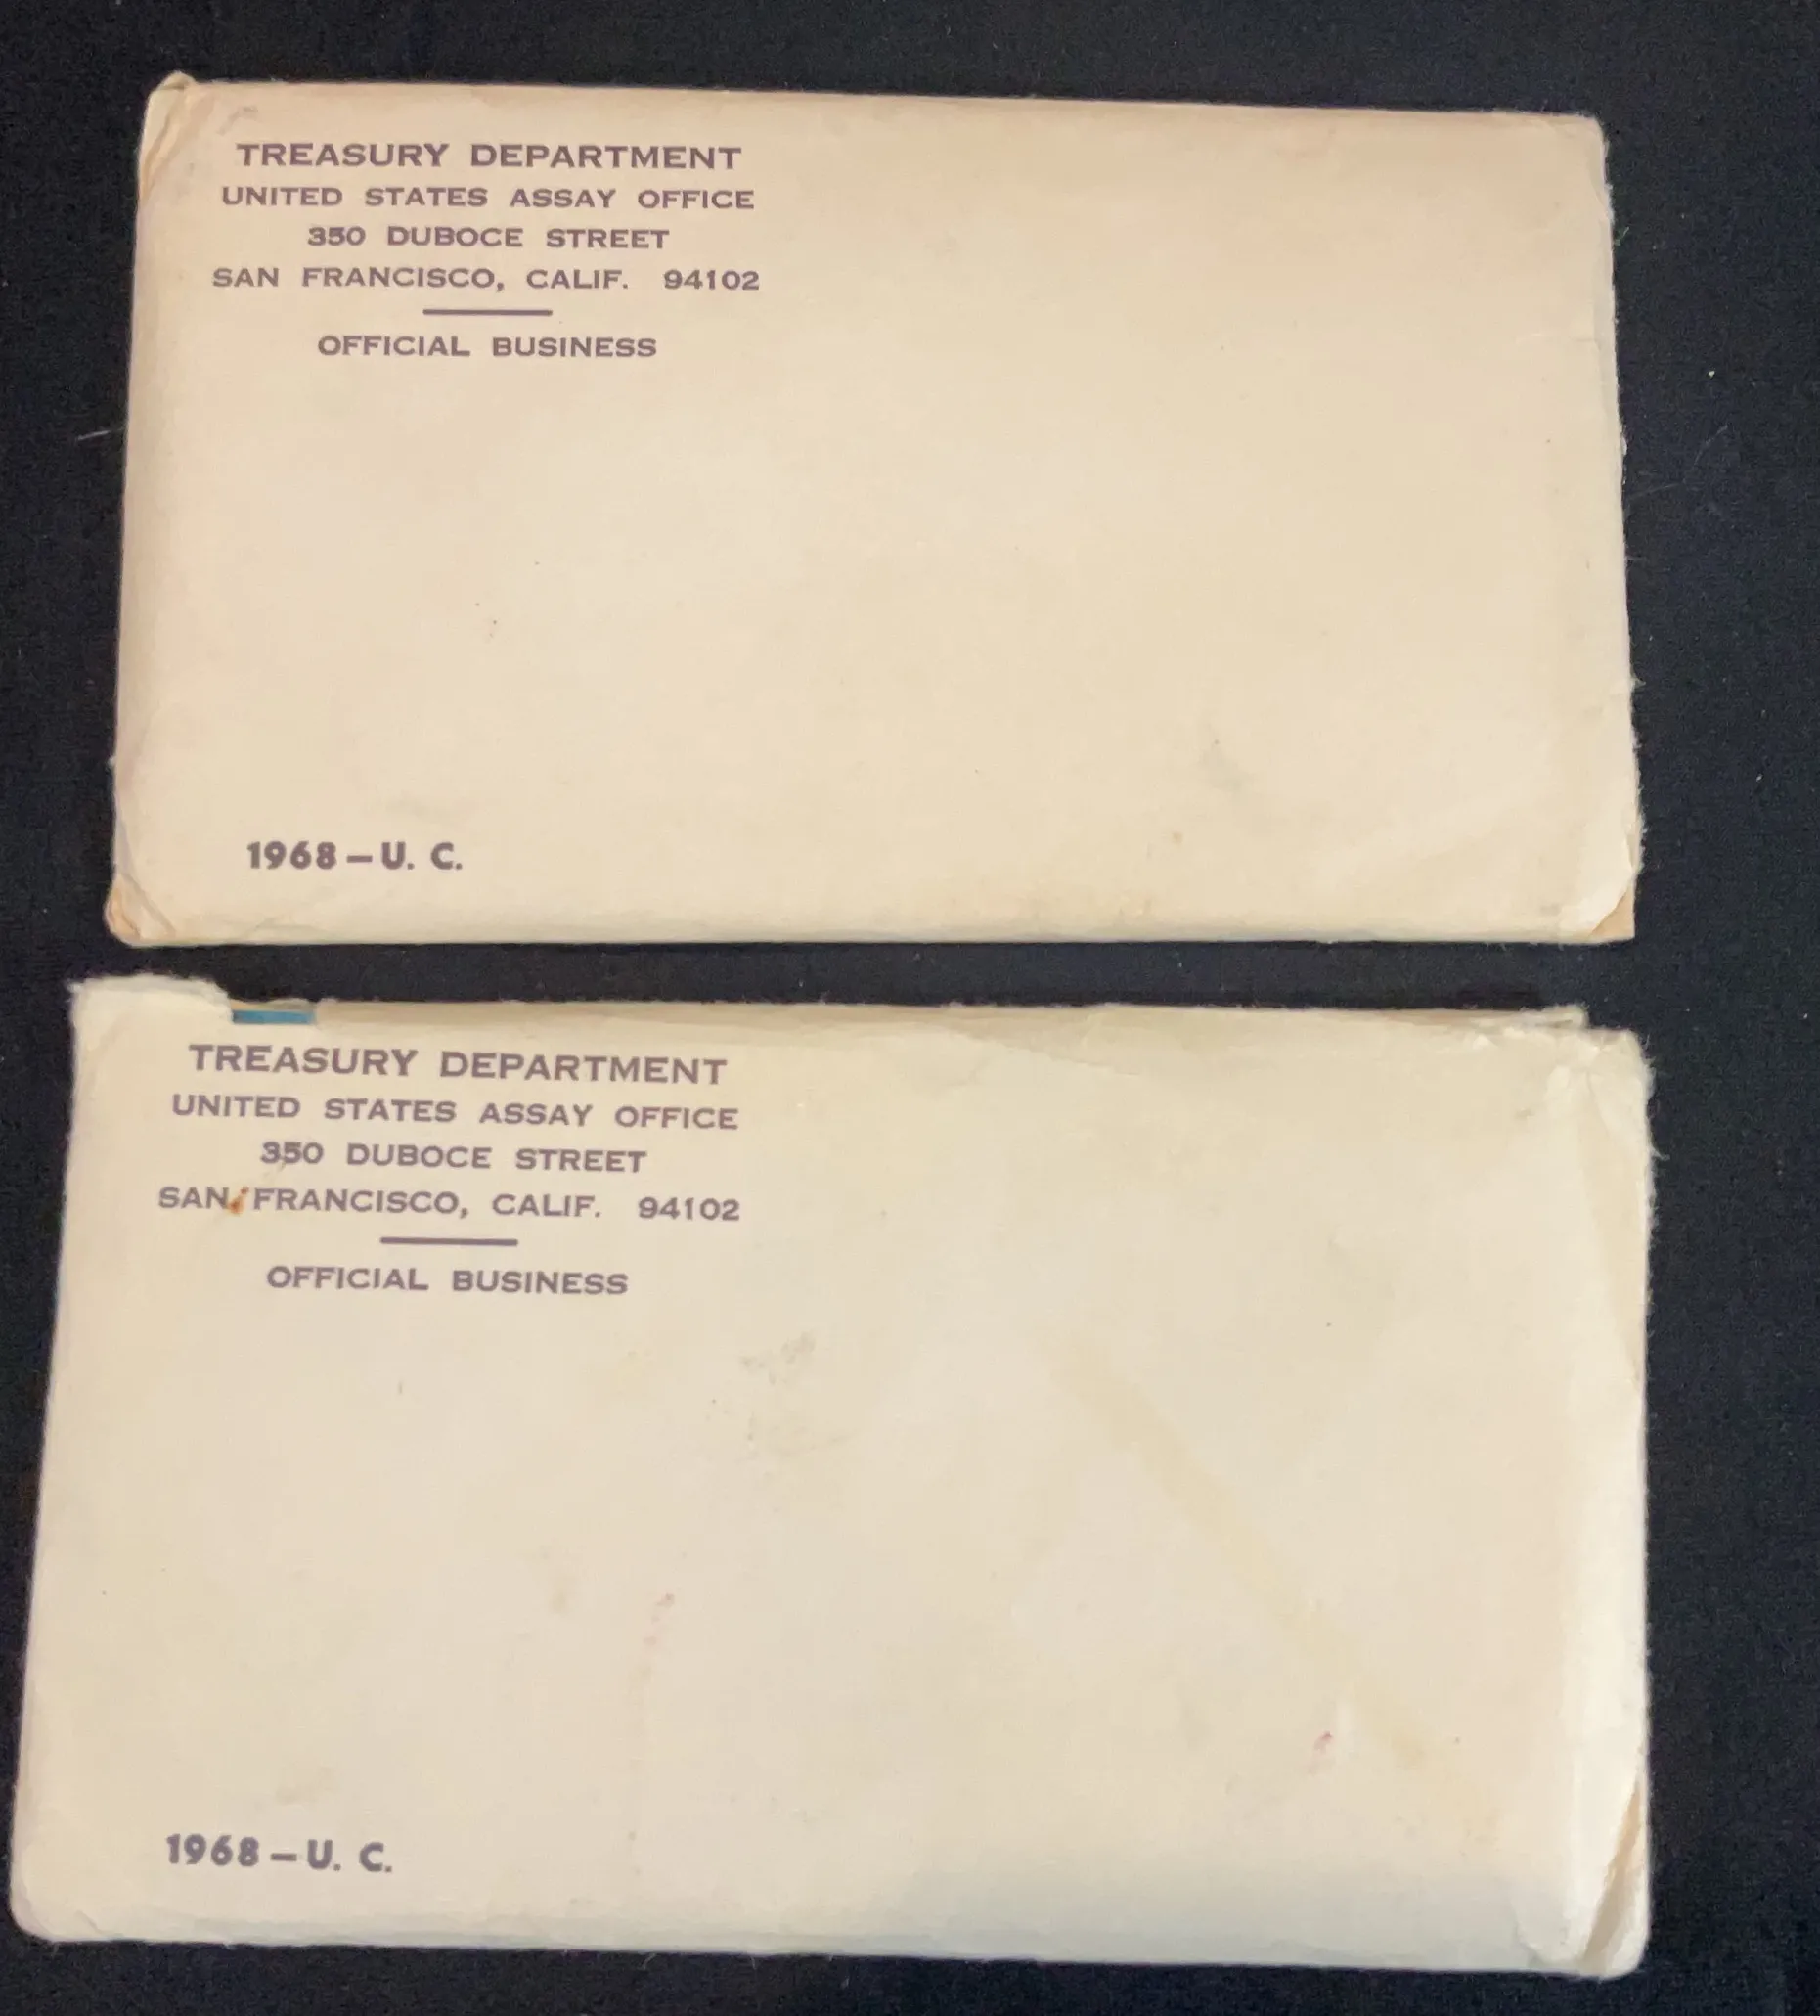 TREASURY DEPARTMENT
UNITED STATES ASSAY OFFICE
350 DUBOCE STREET
SAN FRANCISCO, CALIF. 94102
OFFICIAL BUSINESS
1968 – U. C.
TREASURY DEPARTMENT
UNITED STATES ASSAY OFFICE
350 DUBOCE STREET
SAN FRANCISCO, CALIF. 94102
OFFICIAL BUSINESS
1968 – U. C.